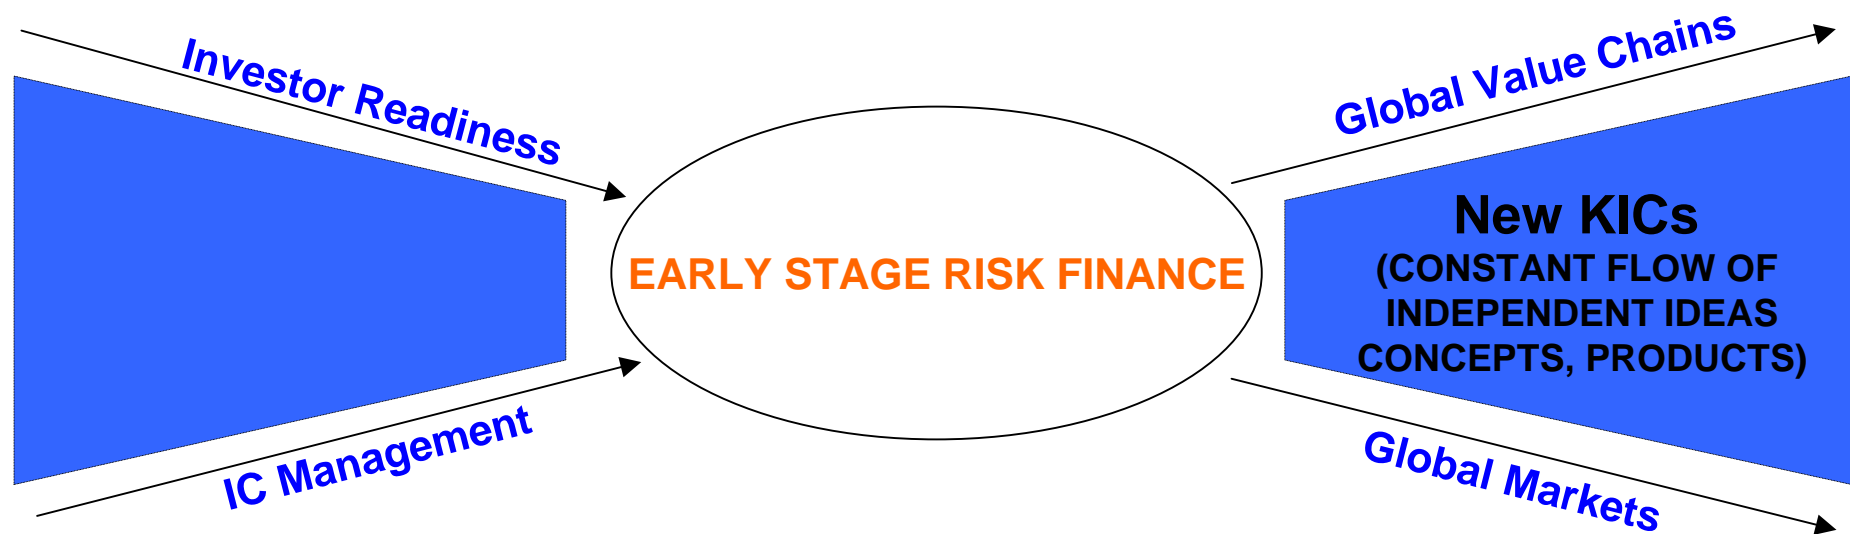 Investor Readiness
IC Management
EARLY STAGE RISK FINANCE
Global Value Chains
New KICs
(CONSTANT FLOW OF
INDEPENDENT IDEAS
CONCEPTS, PRODUCTS)
Global Markets